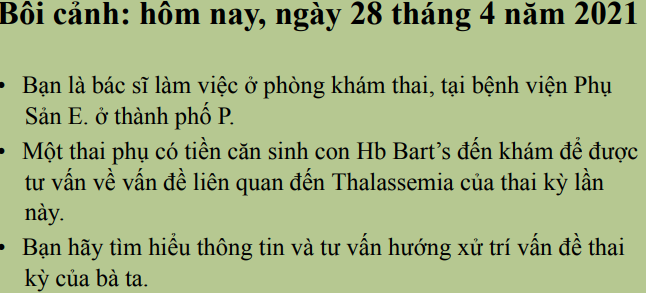 Bối cảnh: hôm nay, ngày 28 tháng 4 năm 2021
• Bạn là bác sĩ làm việc ở phòng khám thai, tại bệnh viện Phụ
Sản E. ở thành phố P.
• Một thai phụ có tiền căn sinh con Hb Bart’s đến khám để được
tư vấn về vấn đề liên quan đến Thalassemia của thai kỳ lần
này.
• Bạn hãy tìm hiểu thông tin và tư vấn hướng xử trí vấn đề thai
kỳ của bà ta.